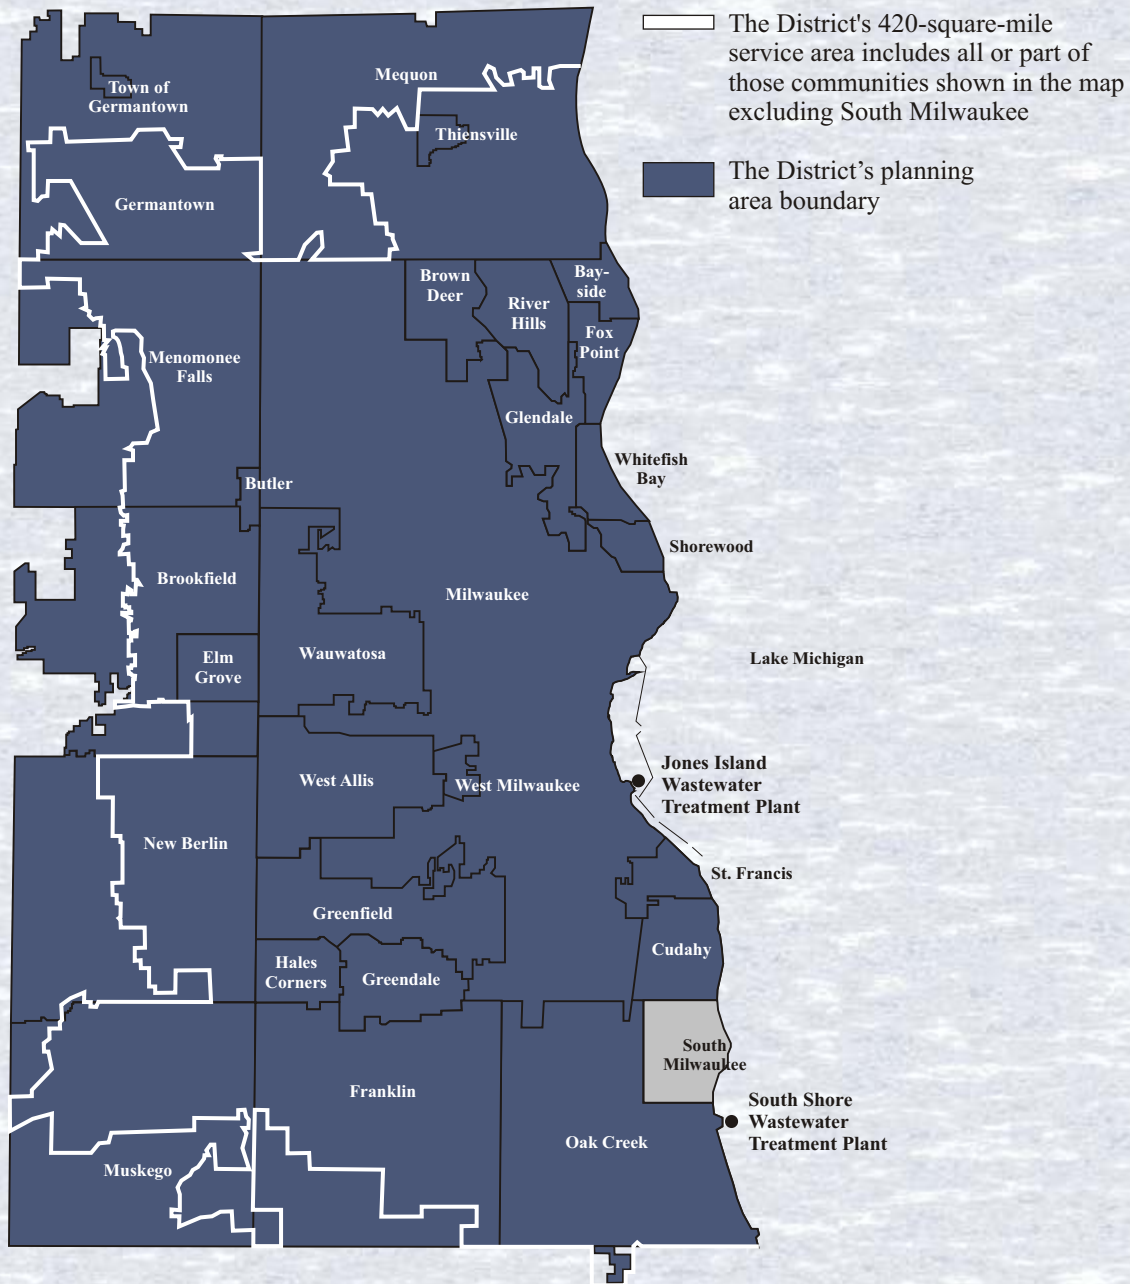 The District's 420-square-mile
service area includes all or part of
those communities shown in the map
excluding South Milwaukee
The District’s planning
area boundary
Mequon
Town of
Germantown
Thiensville
Germantown
Brown
Deer
Bay-
side
River
Hills
Fox
Point
Menomonee
Falls
Glendale
Whitefish
Bay
Butler
Shorewood
Brookfield
Milwaukee
Elm
Grove
Wauwatosa
Lake Michigan
West Allis
West Milwaukee
Jones Island
Wastewater
Treatment Plant
New Berlin
St. Francis
Greenfield
Cudahy
Hales
Corners
Greendale
South
Milwaukee
Franklin
South Shore
Wastewater
Treatment Plant
Oak Creek
Muskego